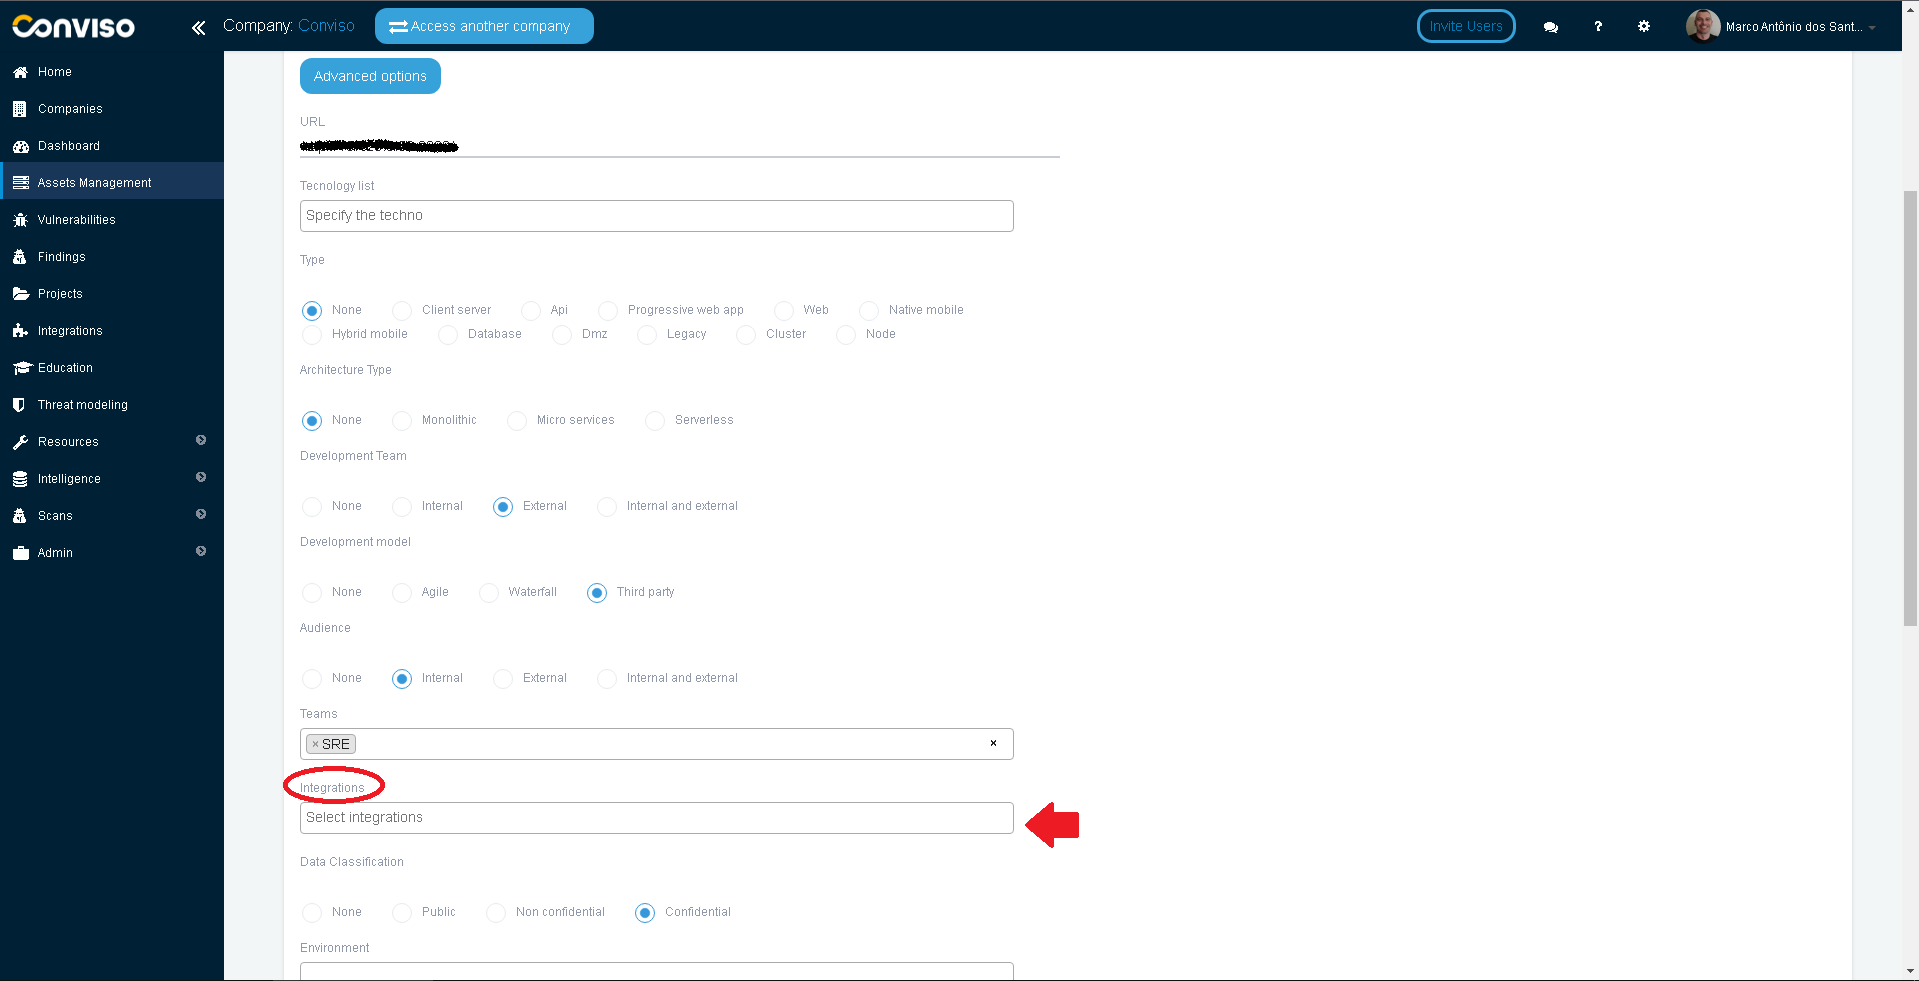 Conviso
Company: Conviso
Access another company
Invite Users
?
Marco Antônio dos Sant...
Home
Companies
Dashboard
Assets Management
Vulnerabilities
Findings
Projects
Integrations
Education
Threat modeling
Resources
Intelligence
Scans
Admin
Advanced options
URL
Tecnology list
Specify the techno
Type
None Client server Api Progressive web app Web Native mobile
Hybrid mobile Database Dmz Legacy Cluster Node
Architecture Type
None Monolithic Micro services Serverless
Development Team
None Internal External Internal and external
Development model
None Agile Waterfall Third party
Audience
None Internal External Internal and external
Teams
× SRE ×
Integrations
Select integrations
Data Classification
None Public Non confidential Confidential
Environment